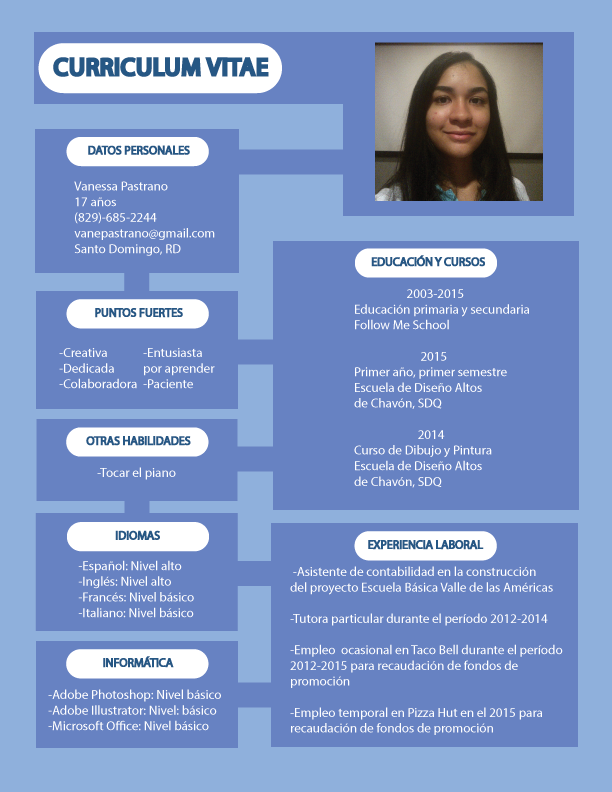 CURRICULUM VITAE
DATOS PERSONALES
Vanessa Pastrano
17 años
(829)-685-2244
vanepastrano@gmail.com
Santo Domingo, RD
PUNTOS FUERTES
-Creativa -Entusiasta
-Dedicada por aprender
-Colaboradora -Paciente
OTRAS HABILIDADES
-Tocar el piano
IDIOMAS
-Español: Nivel alto
-Inglés: Nivel alto
-Francés: Nivel básico
-Italiano: Nivel básico
INFORMÁTICA
-Adobe Photoshop: Nivel básico
-Adobe Illustrator: Nivel: básico
-Microsoft Office: Nivel básico
EDUCACIÓN Y CURSOS
2003-2015
Educación primaria y secundaria
Follow Me School
2015
Primer año, primer semestre
Escuela de Diseño Altos
de Chavón, SDQ
2014
Curso de Dibujo y Pintura
Escuela de Diseño Altos
de Chavón, SDQ
EXPERIENCIA LABORAL
-Asistente de contabilidad en la construcción
del proyecto Escuela Básica Valle de las Américas
-Tutora particular durante el período 2012-2014
-Empleo ocasional en Taco Bell durante el período
2012-2015 para recaudación de fondos de
promoción
-Empleo temporal en Pizza Hut en el 2015 para
recaudación de fondos de promoción